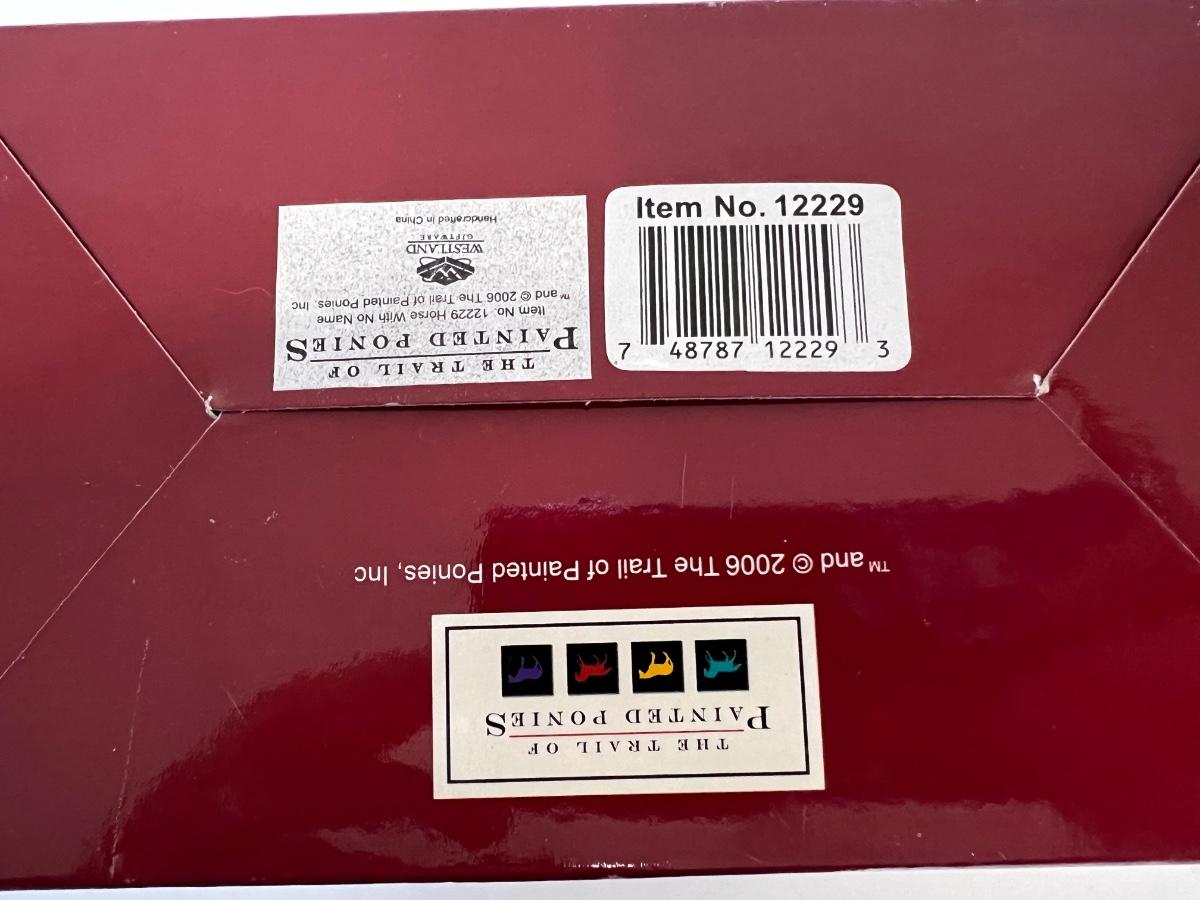 Item No. 12229
7 48787 12229 3
THE TRAIL OF
PAINTED PONIES
Item No. 12229 Horse With No Name
™ and © 2006 The Trail of Painted Ponies, Inc.
WESTLAND
GIFTWARE
Handcrafted in China
™ and © 2006 The Trail of Painted Ponies, Inc
THE TRAIL OF
PAINTED PONIES